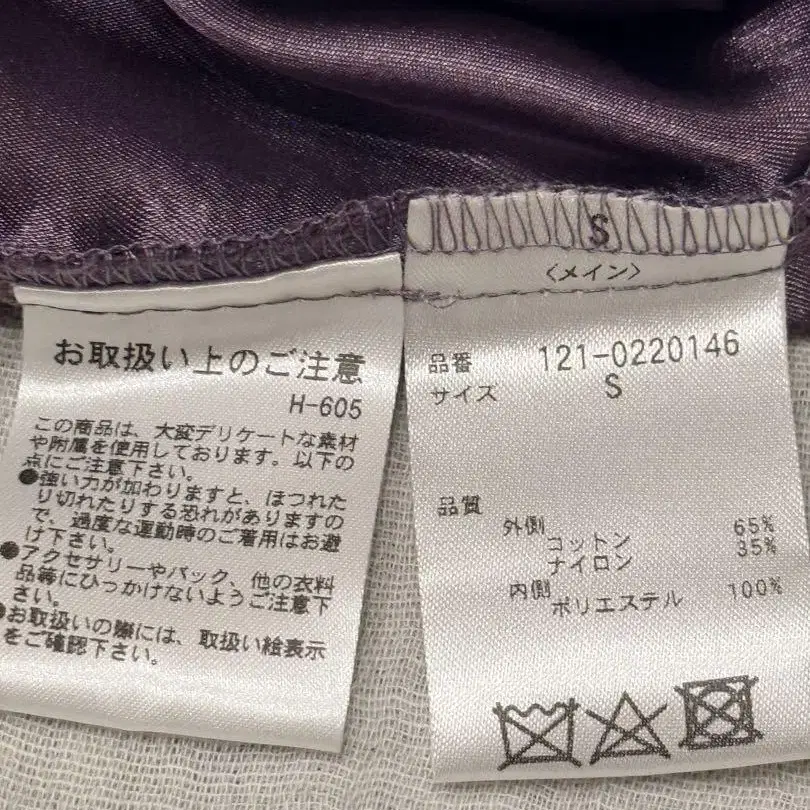 お取扱い上のご注意
H-605
この商品は、大変デリケートな素材
や附属を使用しております。以下の
点にご注意下さい。
●強い力が加わりますと、ほつれた
り切れたりする恐れがありますの
で、過度な運動時のご着用はお避
け下さい。
●アクセサリーやバック、他の衣料
品等にひっかけないようご注意下
さい。
●お取扱いの際には、取扱い絵表示
をご確認下さい。
S
〈メイン〉
品番 121-0220146
サイズ S
品質
外側
コットン 65%
ナイロン 35%
内側
ポリエステル 100%